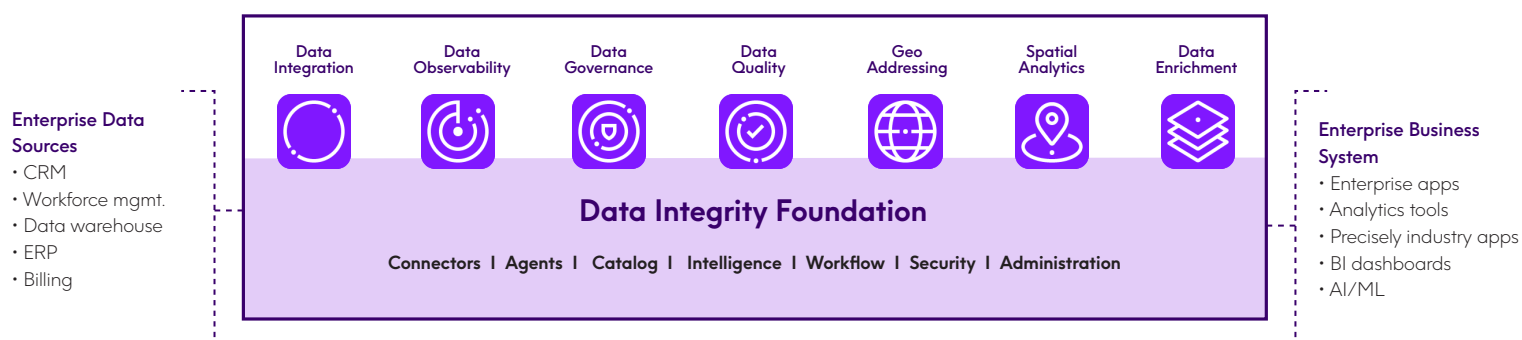 Data
Integration
Data
Observability
Data
Governance
Data
Quality
Geo
Addressing
Spatial
Analytics
Data
Enrichment
Enterprise Data
Sources
• CRM
• Workforce mgmt.
• Data warehouse
• ERP
• Billing
Data Integrity Foundation
Connectors | Agents | Catalog | Intelligence | Workflow | Security | Administration
Enterprise Business
System
• Enterprise apps
• Analytics tools
• Precisely industry apps
• BI dashboards
• AI/ML